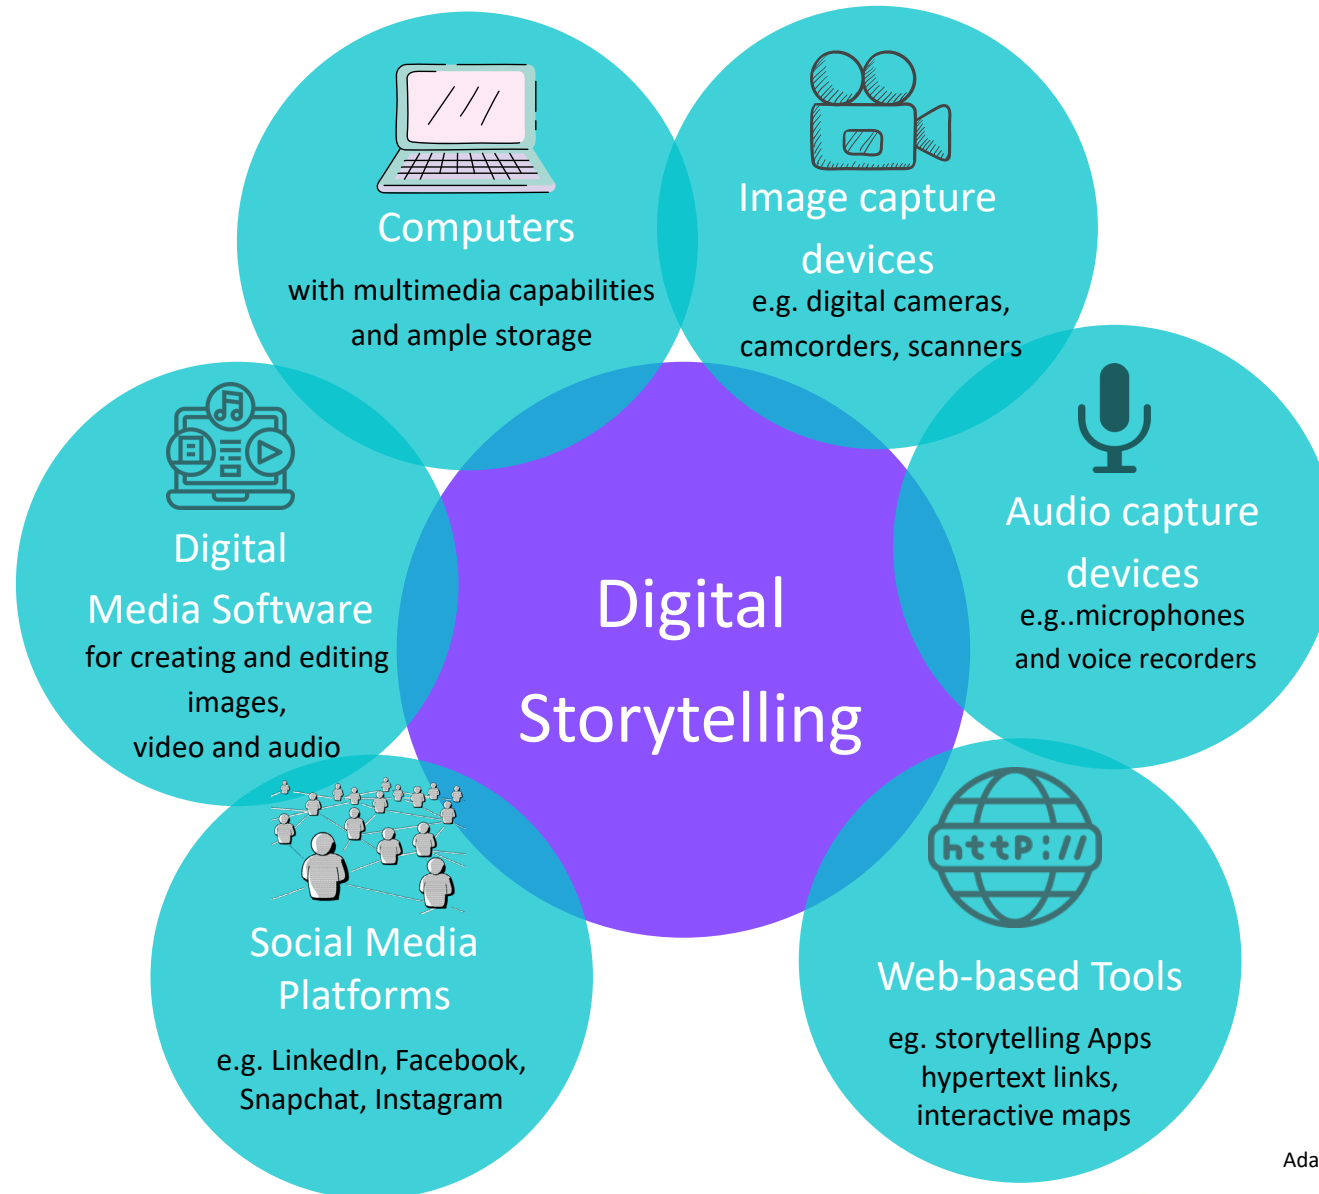 Computers
with multimedia capabilities
and ample storage
Image capture
devices
e.g. digital cameras,
camcorders, scanners
Audio capture
devices
e.g..microphones
and voice recorders
Digital
Media Software
for creating and editing
images,
video and audio
Digital
Storytelling
http://
Social Media
Platforms
e.g. LinkedIn, Facebook,
Snapchat, Instagram
Web-based Tools
eg. storytelling Apps
hypertext links,
interactive maps
Ada